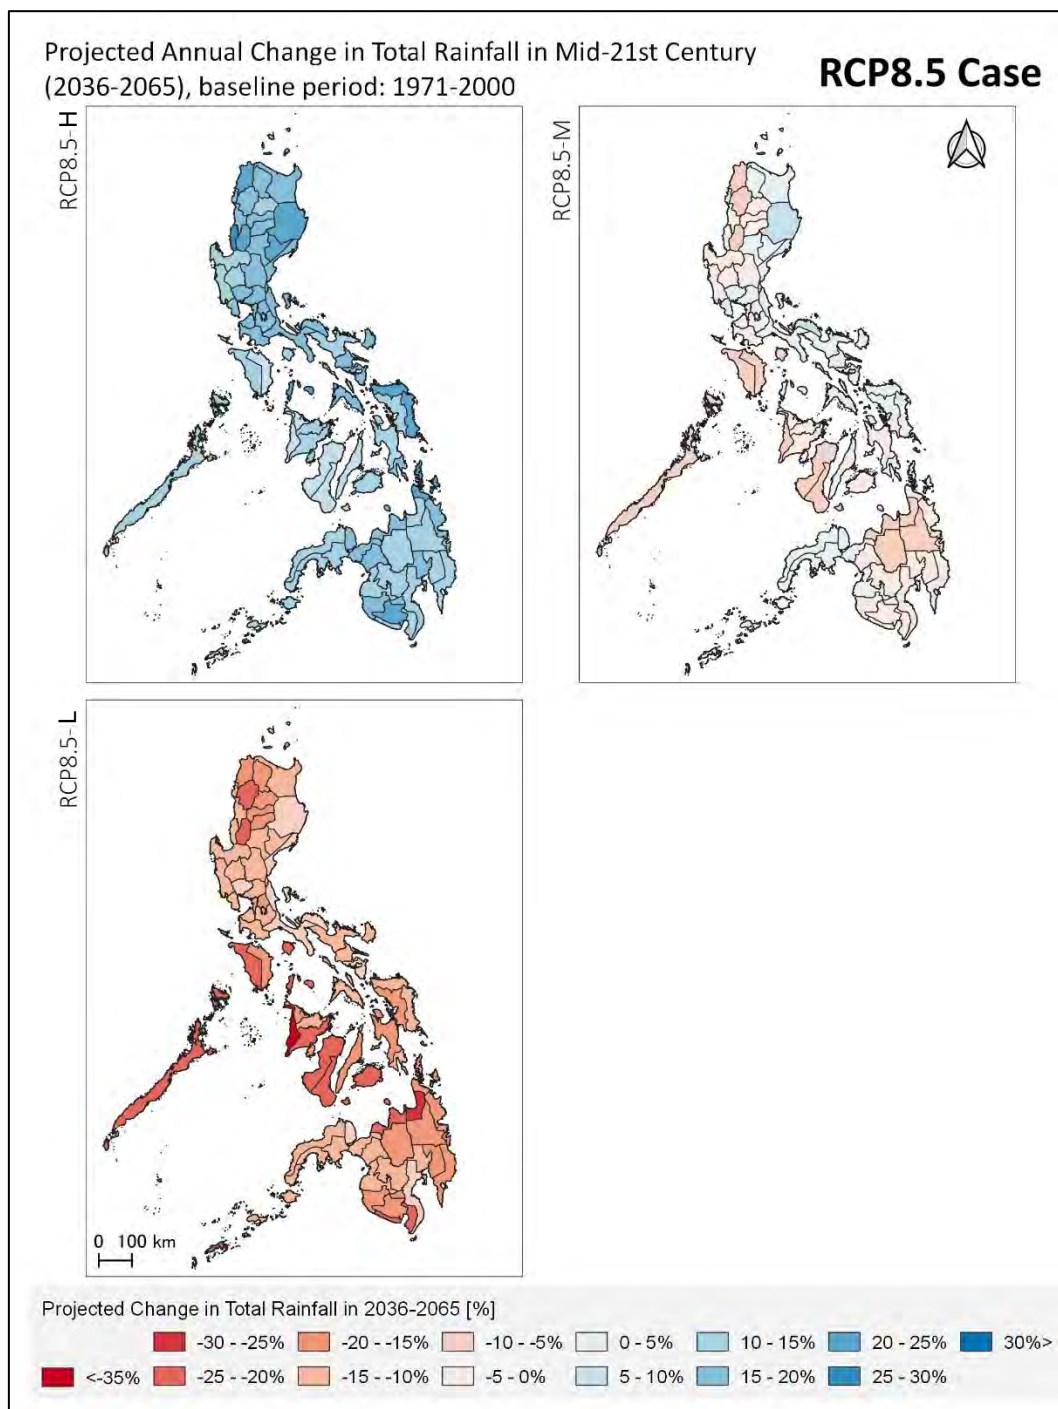 Projected Annual Change in Total Rainfall in Mid-21st Century
(2036-2065), baseline period: 1971-2000
RCP8.5 Case
RCP8.5-H
RCP8.5-M
RCP8.5-L
0 100 km
Projected Change in Total Rainfall in 2036-2065 [%]
-30 - -25% -20 - -15% -10 - -5% 0 - 5% 10 - 15% 20 - 25% 30%>
<-35% -25 - -20% -15 - -10% -5 - 0% 5 - 10% 15 - 20% 25 - 30%